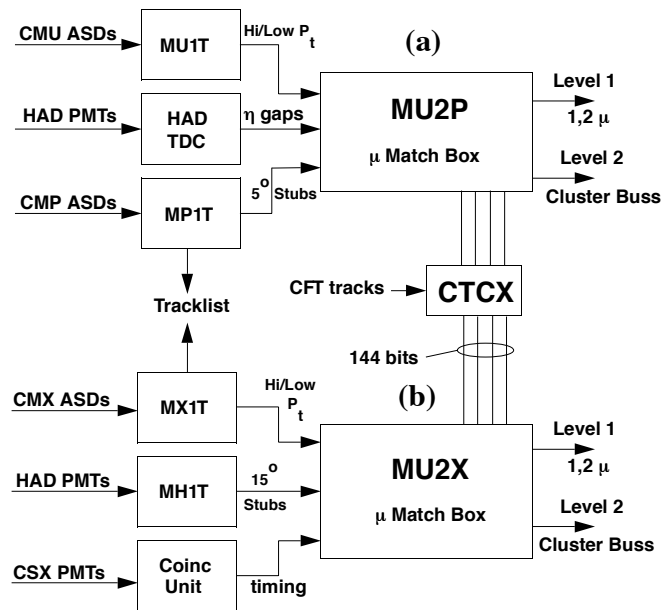 (a)
CMU ASDs
MU1T
Hi/Low Pt
HAD PMTs
HAD
TDC
η gaps
CMP ASDs
MP1T
5o
Stubs
MU2P
μ Match Box
Level 1
1,2 μ
Level 2
Cluster Buss
Tracklist
CFT tracks
CTCX
144 bits
(b)
CMX ASDs
MX1T
Hi/Low
Pt
HAD PMTs
MH1T
15o
Stubs
CSX PMTs
Coinc
Unit
timing
MU2X
μ Match Box
Level 1
1,2 μ
Level 2
Cluster Buss